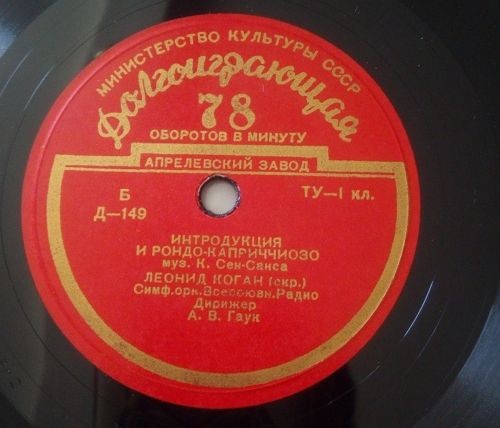 МИНИСТЕРСТВО КУЛЬТУРЫ СССР
Долгоиграющая
78
ОБОРОТОВ В МИНУТУ
АПРЕЛЕВСКИЙ ЗАВОД
Б ТУ—I кл.
Д—149
ИНТРОДУКЦИЯ
И РОНДО-КАПРИЧЧИОЗО
муз. К. Сен-Санса
ЛЕОНИД КОГАН (скр.)
Симф.орк.Всесоюзн.Радио
Дирижер
А. В. Гаук